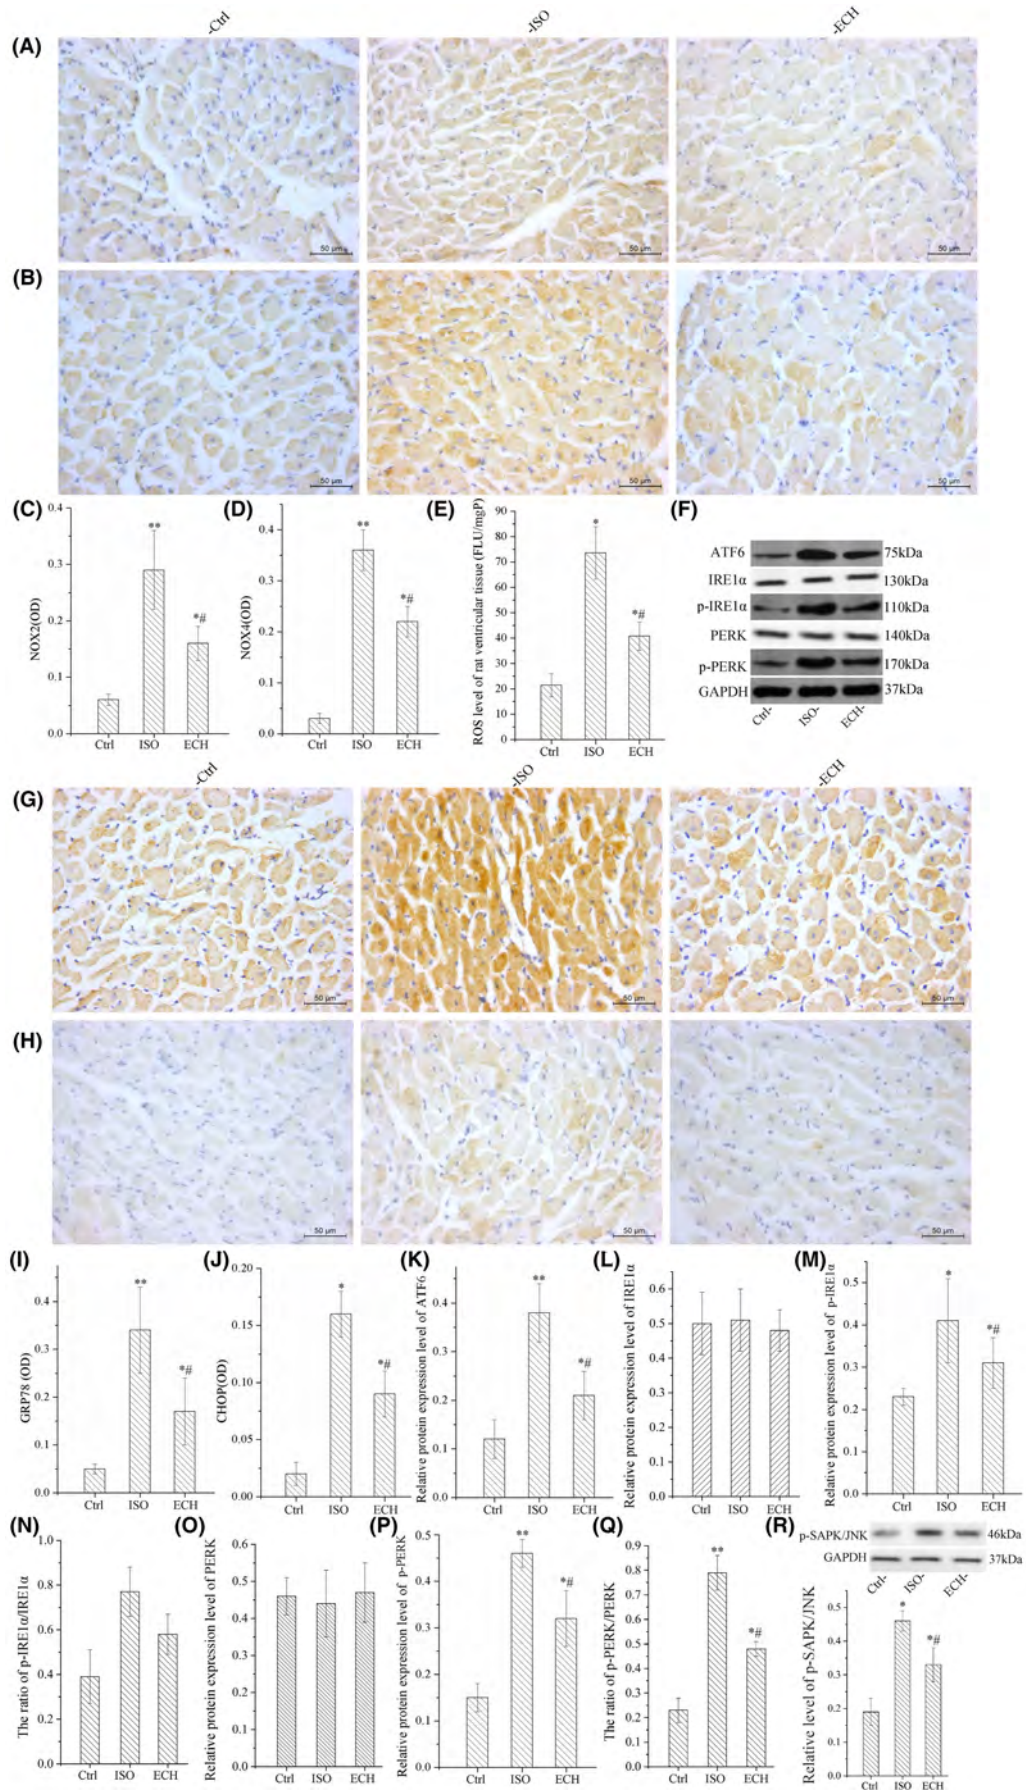 -Ctrl
-ISO
-ECH
(A)
50 µm
50 µm
50 µm
(B)
50 µm
50 µm
50 µm
(C)
NOX2(OD)
0.4
0.3
0.2
0.1
0.0
**
*#
Ctrl
ISO
ECH
(D)
NOX4(OD)
0.4
0.3
0.2
0.1
0.0
**
*#
Ctrl
ISO
ECH
(E)
ROS level of rat ventricular tissue (FLU/mgP)
90
80
70
60
50
40
30
20
10
0
*
*#
Ctrl
ISO
ECH
(F)
ATF6 75kDa
IRE1α 130kDa
p-IRE1α 110kDa
PERK 140kDa
p-PERK 170kDa
GAPDH 37kDa
Ctrl-
ISO-
ECH-
-Ctrl
-ISO
-ECH
(G)
50 µm
50 µm
50 µm
(H)
50 µm
50 µm
50 µm
(I)
GRP78 (OD)
0.4
0.3
0.2
0.1
0.0
**
*#
Ctrl
ISO
ECH
(J)
CHOP(OD)
0.20
0.15
0.10
0.05
0.00
*
*#
Ctrl
ISO
ECH
(K)
Relative protein expression level of ATF6
0.4
0.3
0.2
0.1
0.0
**
*#
Ctrl
ISO
ECH
(L)
Relative protein expression level of IRE1α
0.6
0.5
0.4
0.3
0.2
0.1
0.0
Ctrl
ISO
ECH
(M)
Relative protein expression level of p-IRE1α
0.5
0.4
0.3
0.2
0.1
0.0
*
*#
Ctrl
ISO
ECH
(N)
The ratio of p-IRE1α/IRE1α
1.0
0.8
0.6
0.4
0.2
0.0
Ctrl
ISO
ECH
(O)
Relative protein expression level of PERK
0.6
0.5
0.4
0.3
0.2
0.1
0.0
Ctrl
ISO
ECH
(P)
Relative protein expression level of p-PERK
0.5
0.4
0.3
0.2
0.1
0.0
**
*#
Ctrl
ISO
ECH
(Q)
The ratio of p-PERK/PERK
0.9
0.8
0.7
0.6
0.5
0.4
0.3
0.2
0.1
0.0
**
*#
Ctrl
ISO
ECH
(R)
p-SAPK/JNK 46kDa
GAPDH 37kDa
Ctrl-
ISO-
ECH-
Relative level of p-SAPK/JNK
0.5
0.4
0.3
0.2
0.1
0.0
*
*#
Ctrl
ISO
ECH